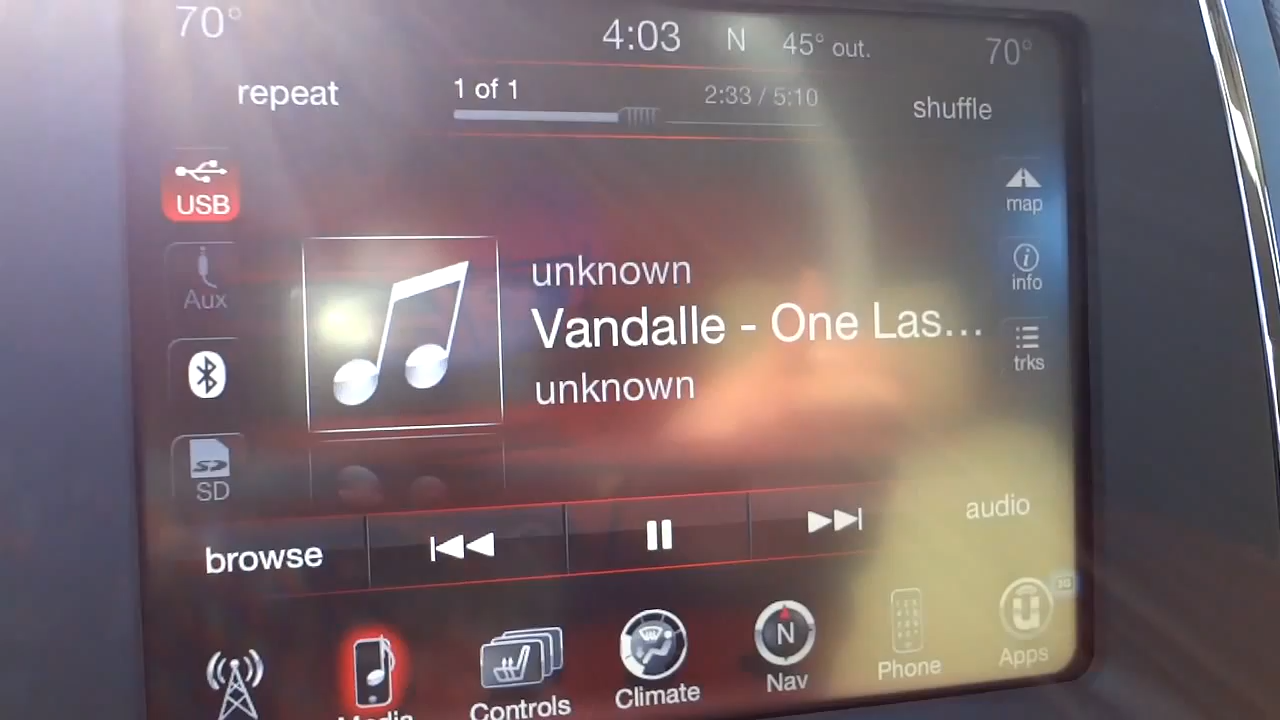 70° 4:03 N 45° out. 70°
repeat 1 of 1 2:33 / 5:10 shuffle
USB
map
Aux
unknown
info
Vandalle - One Las...
trks
unknown
SD
browse audio
Media Controls Climate N Nav Phone Apps